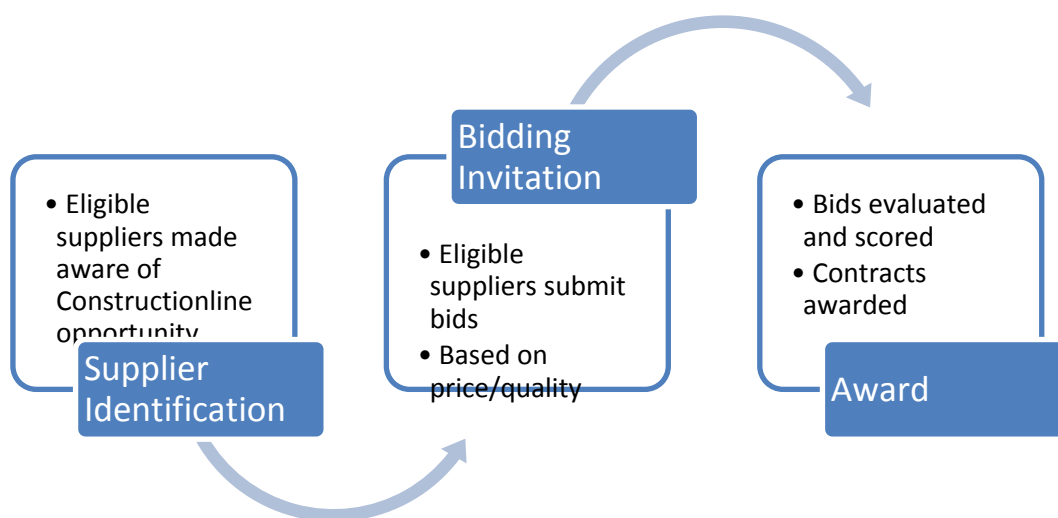 • Eligible
suppliers made
aware of
Constructionline
opportunity
Supplier
Identification
Bidding
Invitation
• Eligible
suppliers submit
bids
• Based on
price/quality
• Bids evaluated
and scored
• Contracts
awarded
Award